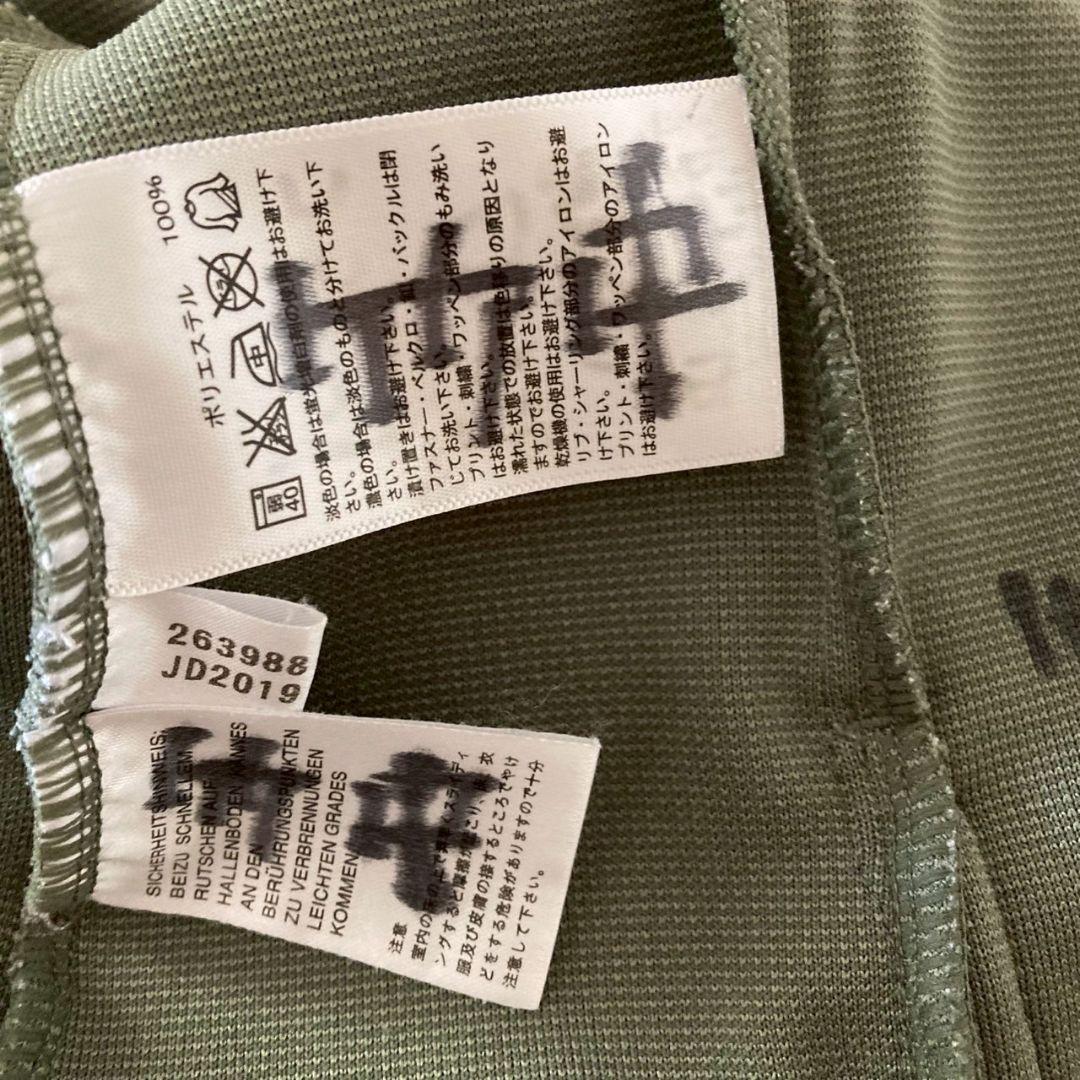 ポリエステル 100%
40
淡色の場合は蛍光増白剤の使用はお避け下
さい。
濃色の場合は淡色のものと分けてお洗い下
さい。
漬け置きはお避け下さい。
ファスナー・ベルクロ・紐・バックルは閉
じてお洗い下さい。
プリント・刺繍・ワッペン部分のもみ洗い
はお避け下さい。
濡れた状態での放置は色移りの原因となり
ますのでお避け下さい。
乾燥機の使用はお避け下さい。
リブ・シャーリング部分のアイロンはお避
け下さい。
プリント・刺繍・ワッペン部分のアイロン
はお避け下さい。
263988
JD2019
SICHERHEITSHINWEIS:
BEIZU SCHNELLEM
RUTSCHEN AUF
HALLENBODEN
AN DEN
BERÜHRUNGSPUNKTEN
ZU VERBRENNUNGEN
LEICHTEN GRADES
KOMMEN
注意
室内の床の上で スライディ
ングすると摩擦が 衣
服及び皮膚の接するところでやけ
どをする危険がありますので十分
注意して下さい。